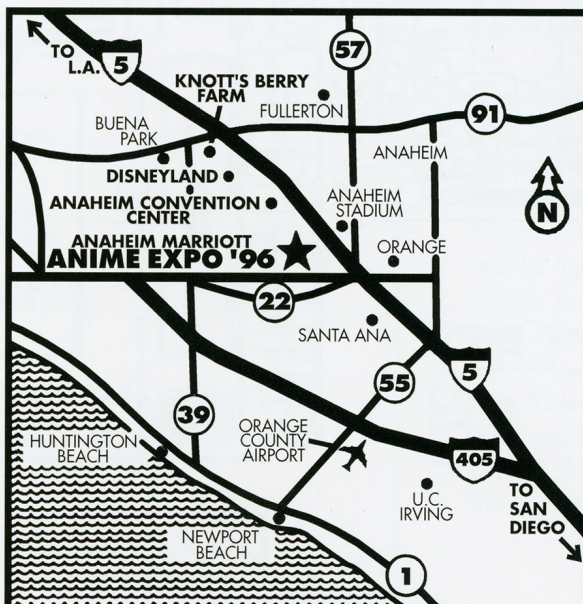 TO
L.A.
5
57
KNOTT'S BERRY
FARM
FULLERTON
91
BUENA
PARK
ANAHEIM
DISNEYLAND
ANAHEIM CONVENTION
CENTER
ANAHEIM
STADIUM
N
ANAHEIM MARRIOTT
ANIME EXPO '96
ORANGE
22
SANTA ANA
55
5
39
ORANGE
COUNTY
AIRPORT
HUNTINGTON
BEACH
405
U.C.
IRVING
TO
SAN
DIEGO
NEWPORT
BEACH
1